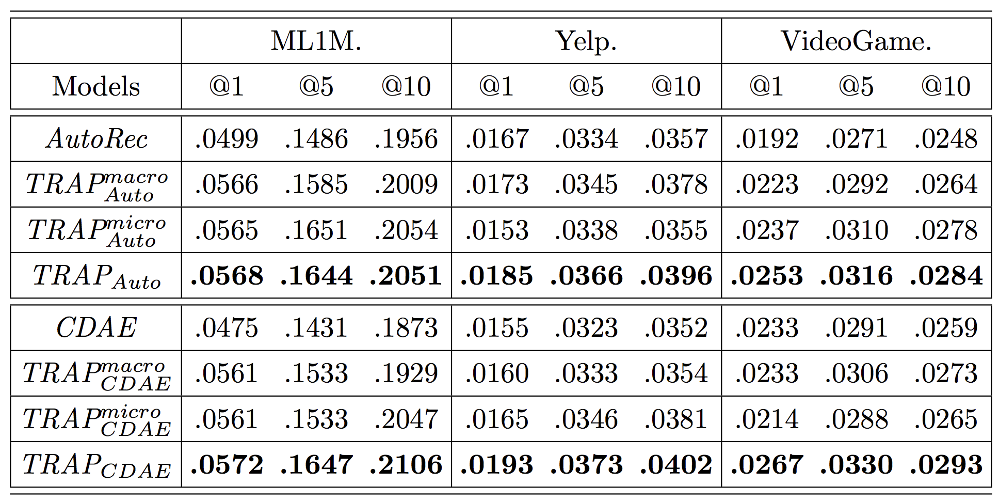 ML1M. Yelp. VideoGame.
Models @1 @5 @10 @1 @5 @10 @1 @5 @10
AutoRec .0499 .1486 .1956 .0167 .0334 .0357 .0192 .0271 .0248
TRAP^{macro}_{Auto} .0566 .1585 .2009 .0173 .0345 .0378 .0223 .0292 .0264
TRAP^{micro}_{Auto} .0565 .1651 .2054 .0153 .0338 .0355 .0237 .0310 .0278
TRAP_{Auto} .0568 .1644 .2051 .0185 .0366 .0396 .0253 .0316 .0284
CDAE .0475 .1431 .1873 .0155 .0323 .0352 .0233 .0291 .0259
TRAP^{macro}_{CDAE} .0561 .1533 .1929 .0160 .0333 .0354 .0233 .0306 .0273
TRAP^{micro}_{CDAE} .0561 .1533 .2047 .0165 .0346 .0381 .0214 .0288 .0265
TRAP_{CDAE} .0572 .1647 .2106 .0193 .0373 .0402 .0267 .0330 .0293